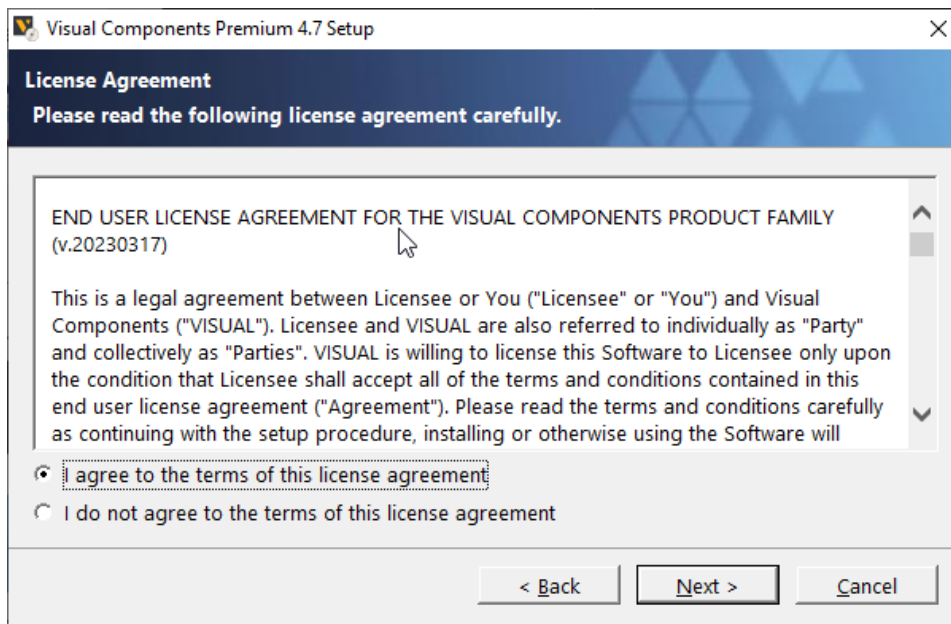 Visual Components Premium 4.7 Setup
License Agreement
Please read the following license agreement carefully.
END USER LICENSE AGREEMENT FOR THE VISUAL COMPONENTS PRODUCT FAMILY
(v.20230317)
This is a legal agreement between Licensee or You ("Licensee" or "You") and Visual
Components ("VISUAL"). Licensee and VISUAL are also referred to individually as "Party"
and collectively as "Parties". VISUAL is willing to license this Software to Licensee only upon
the condition that Licensee shall accept all of the terms and conditions contained in this
end user license agreement ("Agreement"). Please read the terms and conditions carefully
as continuing with the setup procedure, installing or otherwise using the Software will
I agree to the terms of this license agreement
I do not agree to the terms of this license agreement
< Back Next > Cancel